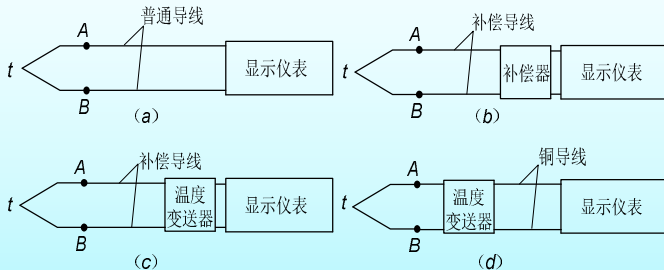 普通导线
A
t
B
显示仪表
(a)
补偿导线
A
t
B
补偿器
显示仪表
(b)
补偿导线
A
t
B
温度
变送器
显示仪表
(c)
铜导线
A
t
B
温度
变送器
显示仪表
(d)